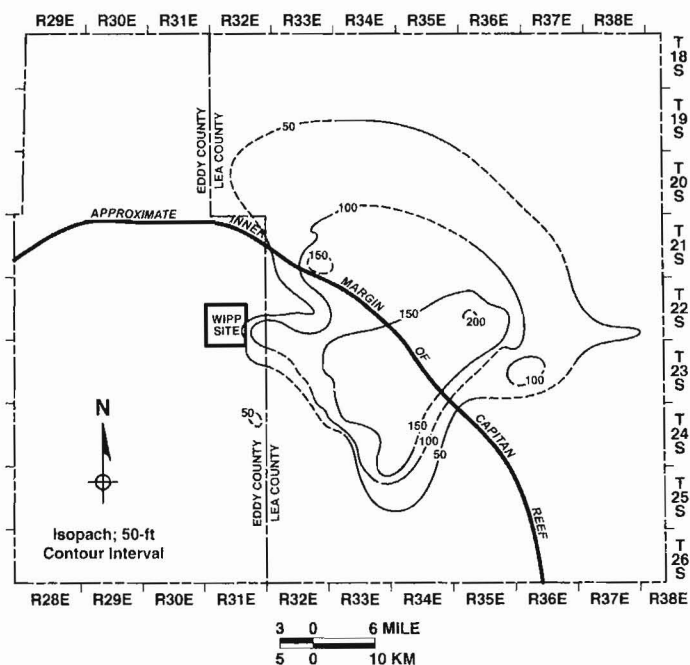 R29E R30E R31E R32E R33E R34E R35E R36E R37E R38E
T
18
S
T
19
S
T
20
S
T
21
S
T
22
S
T
23
S
T
24
S
T
25
S
T
26
S
EDDY COUNTY
LEA COUNTY
50
100
APPROXIMATE INNER MARGIN OF CAPITAN REEF
150
WIPP
SITE
150
200
100
50
150
100
50
N
EDDY COUNTY
LEA COUNTY
Isopach; 50-ft
Contour Interval
R29E R29E R30E R31E R32E R33E R34E R35E R36E R37E R38E
3 0 6 MILE
5 0 10 KM